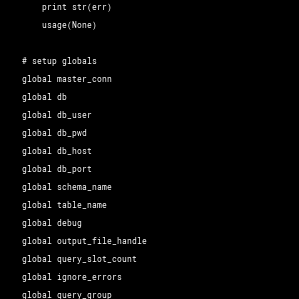 print str(err)
usage(None)
# setup globals
global master_conn
global db
global db_user
global db_pwd
global db_host
global db_port
global schema_name
global table_name
global debug
global output_file_handle
global query_slot_count
global ignore_errors
global query_group